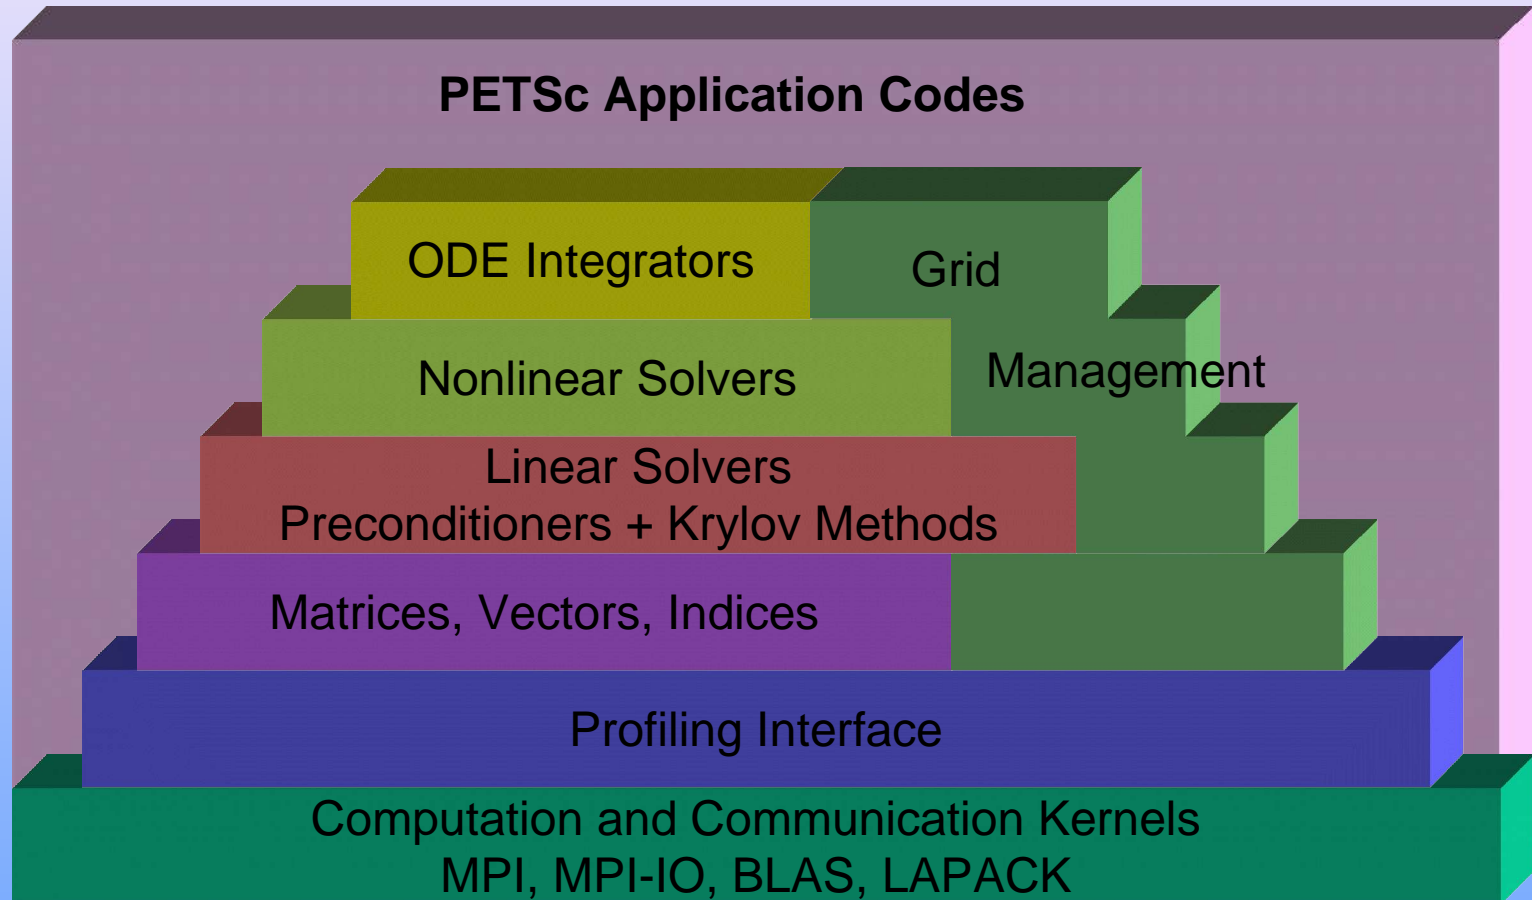 PETSc Application Codes
ODE Integrators
Grid
Management
Nonlinear Solvers
Linear Solvers
Preconditioners + Krylov Methods
Matrices, Vectors, Indices
Profiling Interface
Computation and Communication Kernels
MPI, MPI-IO, BLAS, LAPACK